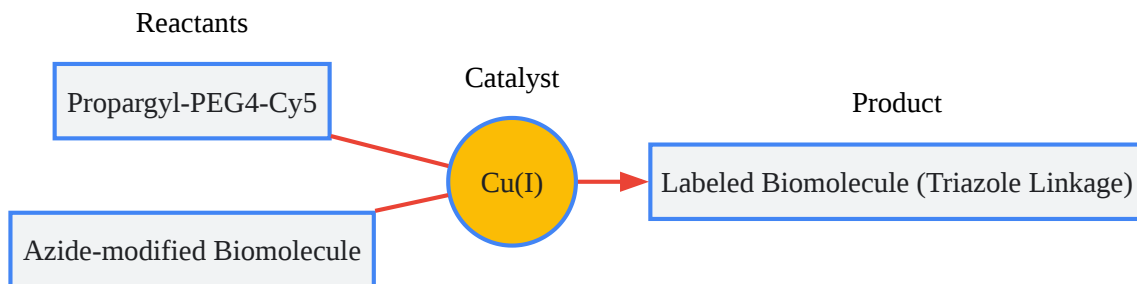 Reactants
Propargyl-PEG4-Cy5
Azide-modified Biomolecule
Catalyst
Cu(I)
Product
Labeled Biomolecule (Triazole Linkage)